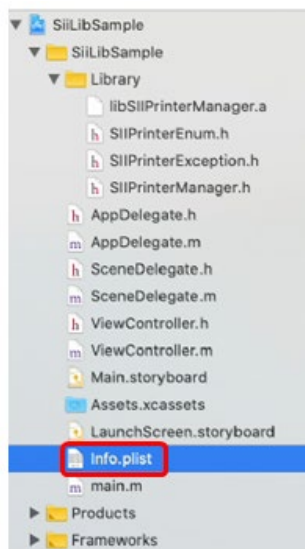 SiiLibSample
SiiLibSample
Library
libSIIPrinterManager.a
h SIIPrinterEnum.h
h SIIPrinterException.h
h SIIPrinterManager.h
h AppDelegate.h
m AppDelegate.m
h SceneDelegate.h
m SceneDelegate.m
h ViewController.h
m ViewController.m
Main.storyboard
Assets.xcassets
LaunchScreen.storyboard
Info.plist
m main.m
Products
Frameworks